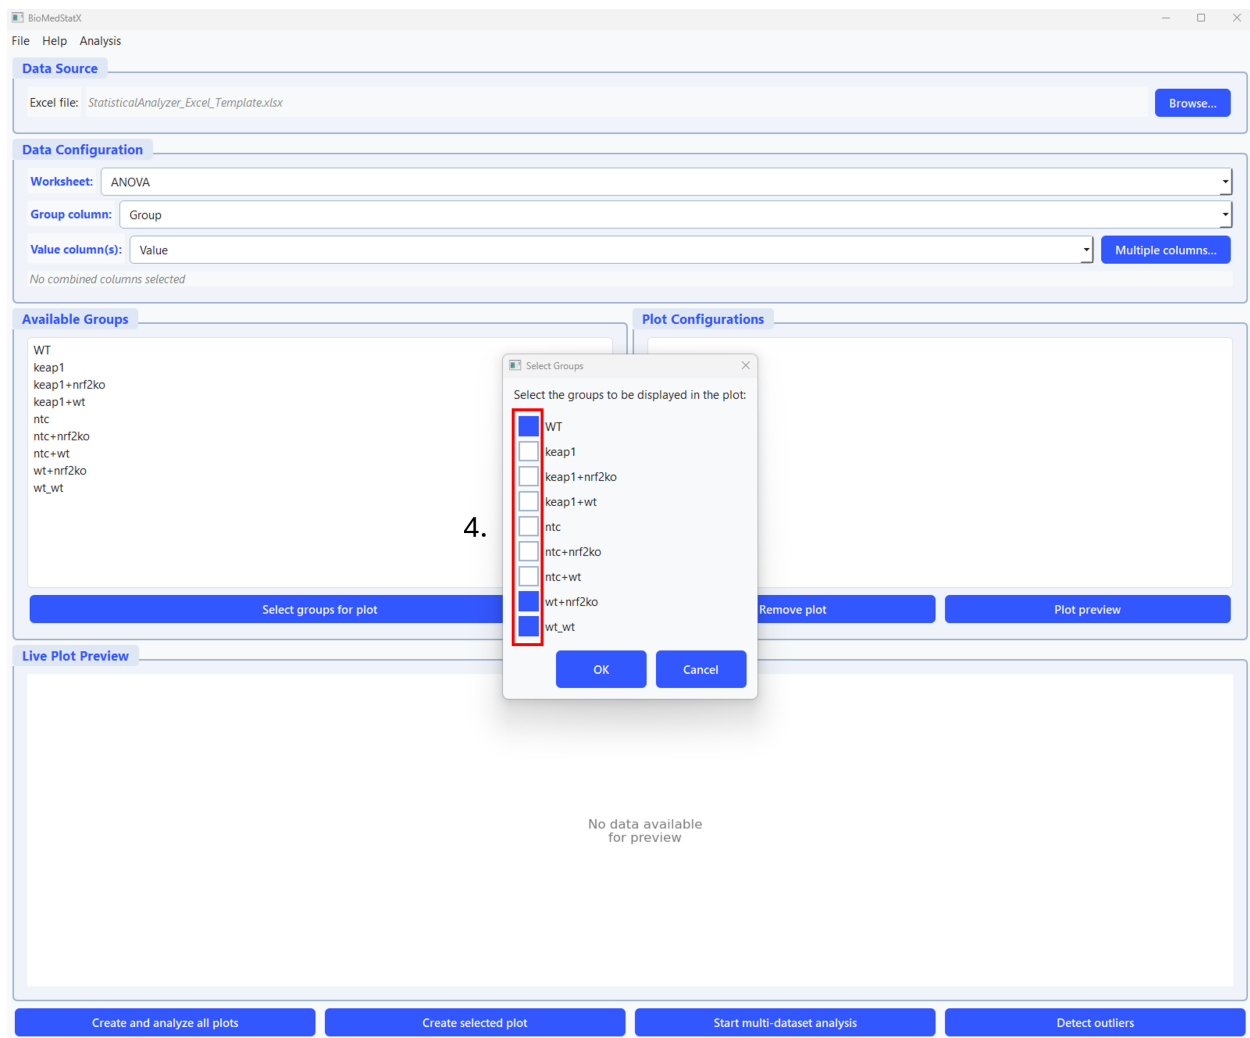 BioMedStatX
File Help Analysis
Data Source
Excel file: StatisticalAnalyzer_Excel_Template.xlsx
Browse...
Data Configuration
Worksheet: ANOVA
Group column: Group
Value column(s): Value
Multiple columns...
No combined columns selected
Available Groups
WT
keap1
keap1+nrf2ko
keap1+wt
ntc
ntc+nrf2ko
ntc+wt
wt+nrf2ko
wt_wt
Select groups for plot
Plot Configurations
Remove plot
Plot preview
4.
Select Groups
Select the groups to be displayed in the plot:
WT
keap1
keap1+nrf2ko
keap1+wt
ntc
ntc+nrf2ko
ntc+wt
wt+nrf2ko
wt_wt
OK
Cancel
Live Plot Preview
No data available
for preview
Create and analyze all plots
Create selected plot
Start multi-dataset analysis
Detect outliers